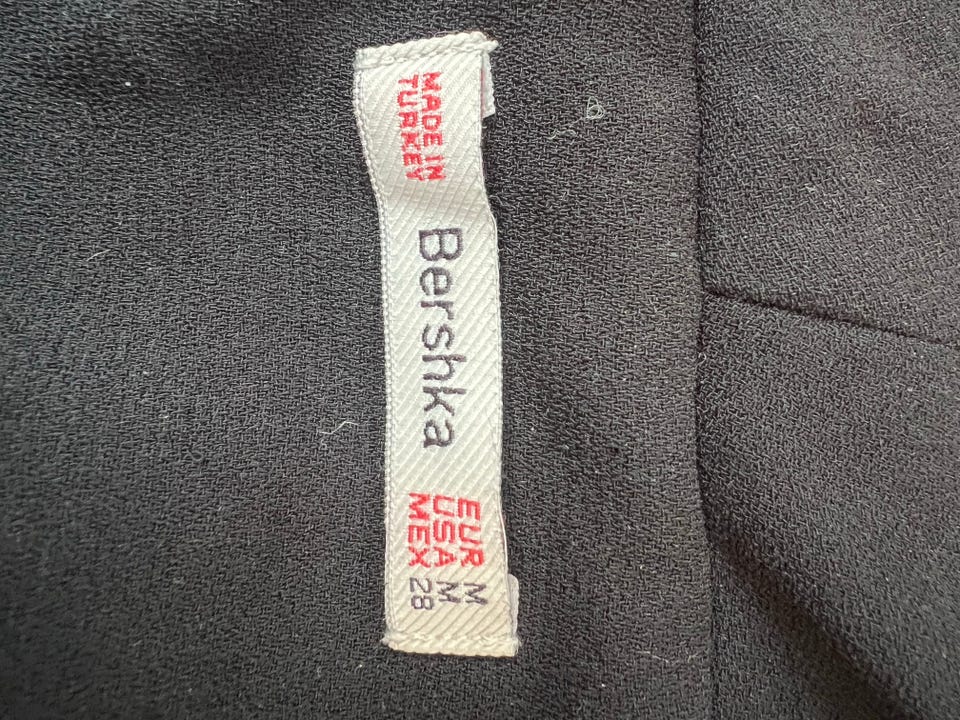 MADE IN
TURKEY
Bershka
EUR M
USA M
MEX 28